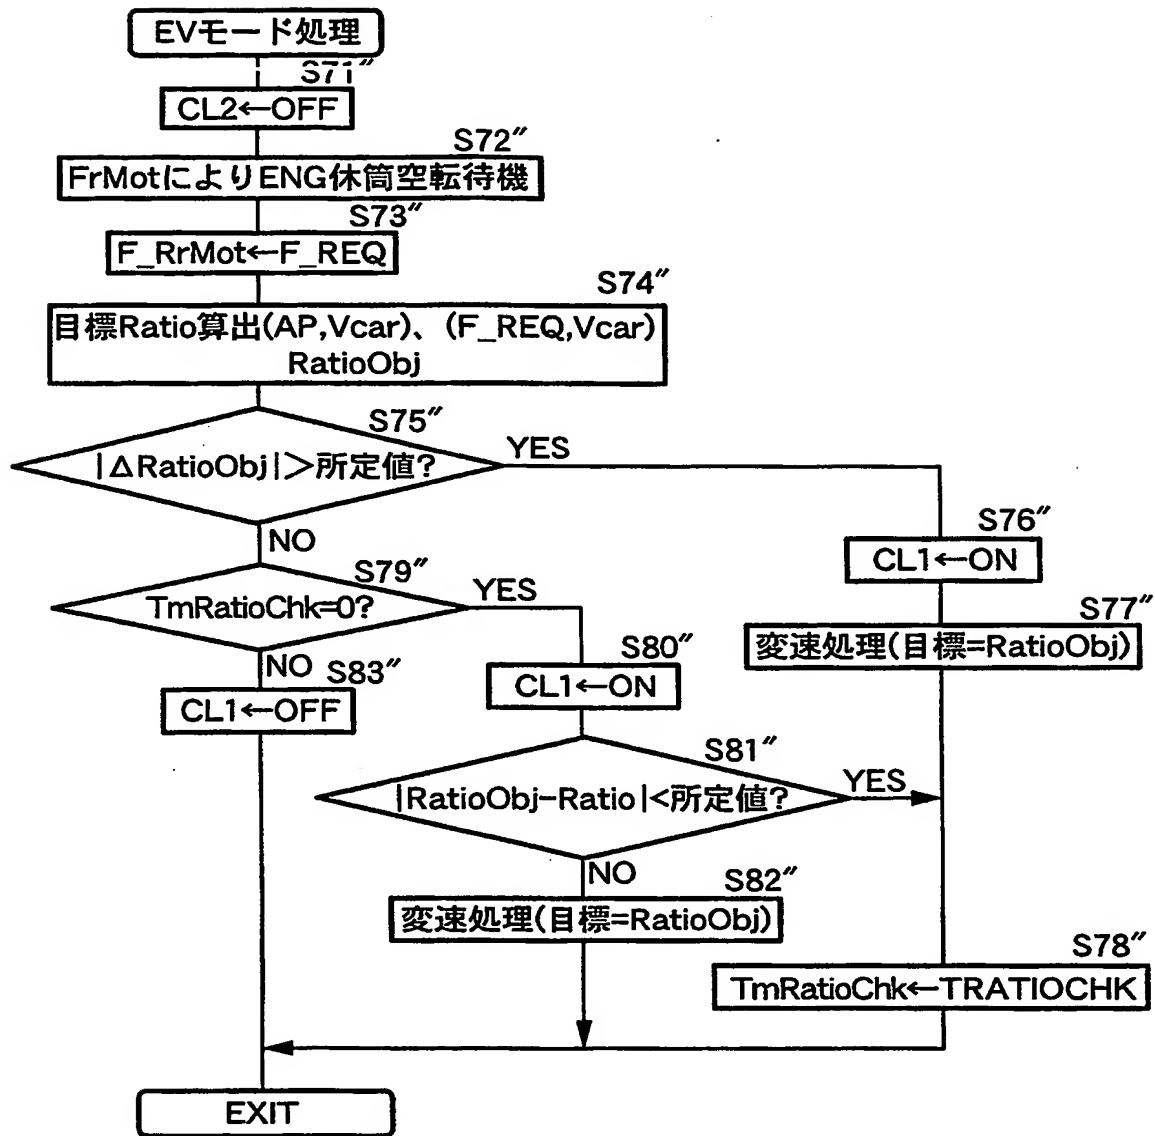 EVモード処理
S71″
CL2←OFF
S72″
FrMotによりENG休筒空転待機
S73″
F_RrMot←F_REQ
S74″
目標Ratio算出(AP,Vcar)、(F_REQ,Vcar)
RatioObj
S75″
|ΔRatioObj|>所定値?
YES
NO
S76″
CL1←ON
S77″
変速処理(目標=RatioObj)
S79″
TmRatioChk=0?
YES
NO
S83″
CL1←OFF
S80″
CL1←ON
S81″
|RatioObj-Ratio|<所定値?
YES
NO
S82″
変速処理(目標=RatioObj)
S78″
TmRatioChk←TRATIOCHK
EXIT